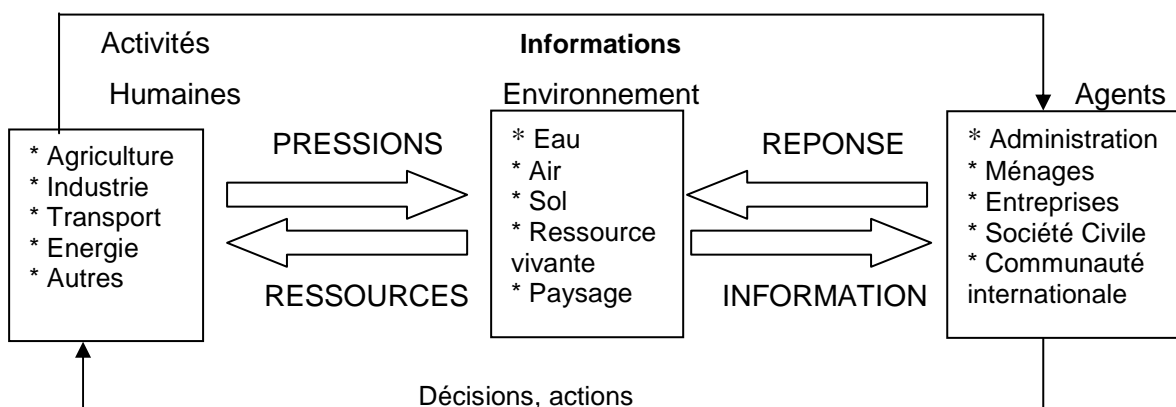 Activités
Informations
Humaines
Environnement
Agents
* Agriculture
* Industrie
* Transport
* Energie
* Autres
PRESSIONS
RESSOURCES
* Eau
* Air
* Sol
* Ressource
vivante
* Paysage
REPONSE
INFORMATION
* Administration
* Ménages
* Entreprises
* Société Civile
* Communauté
internationale
Décisions, actions